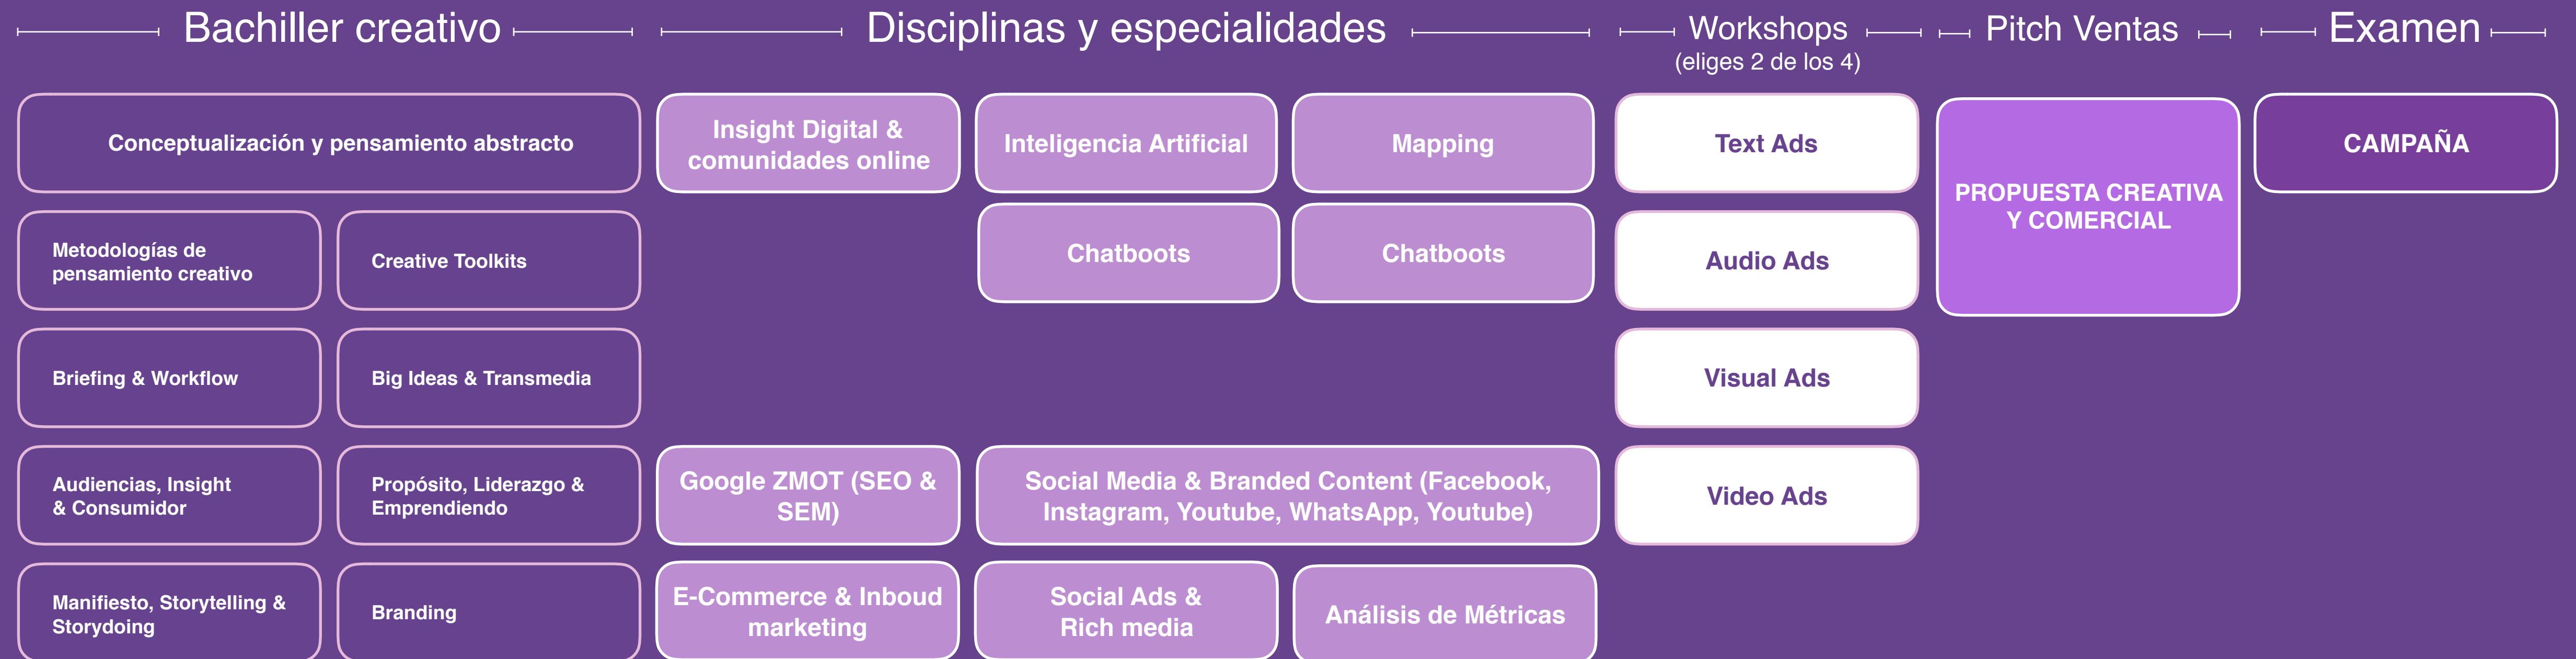 Bachiller creativo
Disciplinas y especialidades
Workshops
(eliges 2 de los 4)
Pitch Ventas
Examen
Conceptualización y pensamiento abstracto
Metodologías de
pensamiento creativo
Creative Toolkits
Briefing & Workflow
Big Ideas & Transmedia
Audiencias, Insight
& Consumidor
Propósito, Liderazgo &
Emprendiendo
Manifiesto, Storytelling &
Storydoing
Branding
Insight Digital &
comunidades online
Inteligencia Artificial
Mapping
Chatboots
Chatboots
Google ZMOT (SEO &
SEM)
Social Media & Branded Content (Facebook,
Instagram, Youtube, WhatsApp, Youtube)
E-Commerce & Inboud
marketing
Social Ads &
Rich media
Análisis de Métricas
Text Ads
Audio Ads
Visual Ads
Video Ads
PROPUESTA CREATIVA
Y COMERCIAL
CAMPAÑA